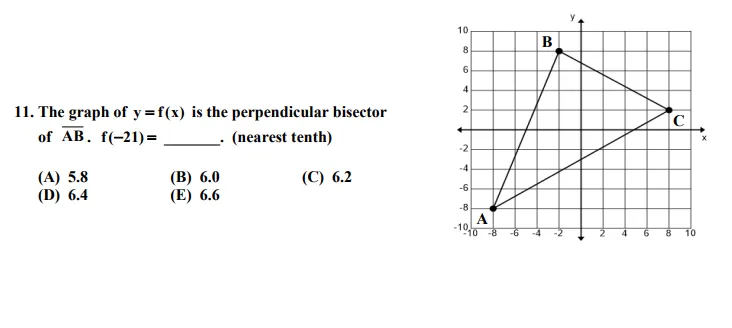 11. The graph of y = f(x) is the perpendicular bisector
of AB. f(−21) = ______. (nearest tenth)
(A) 5.8 (B) 6.0 (C) 6.2
(D) 6.4 (E) 6.6
y
10
8
6
4
2
-2
-4
-6
-8
-10
-10 -8 -6 -4 -2 2 4 6 8 10
x
B
C
A